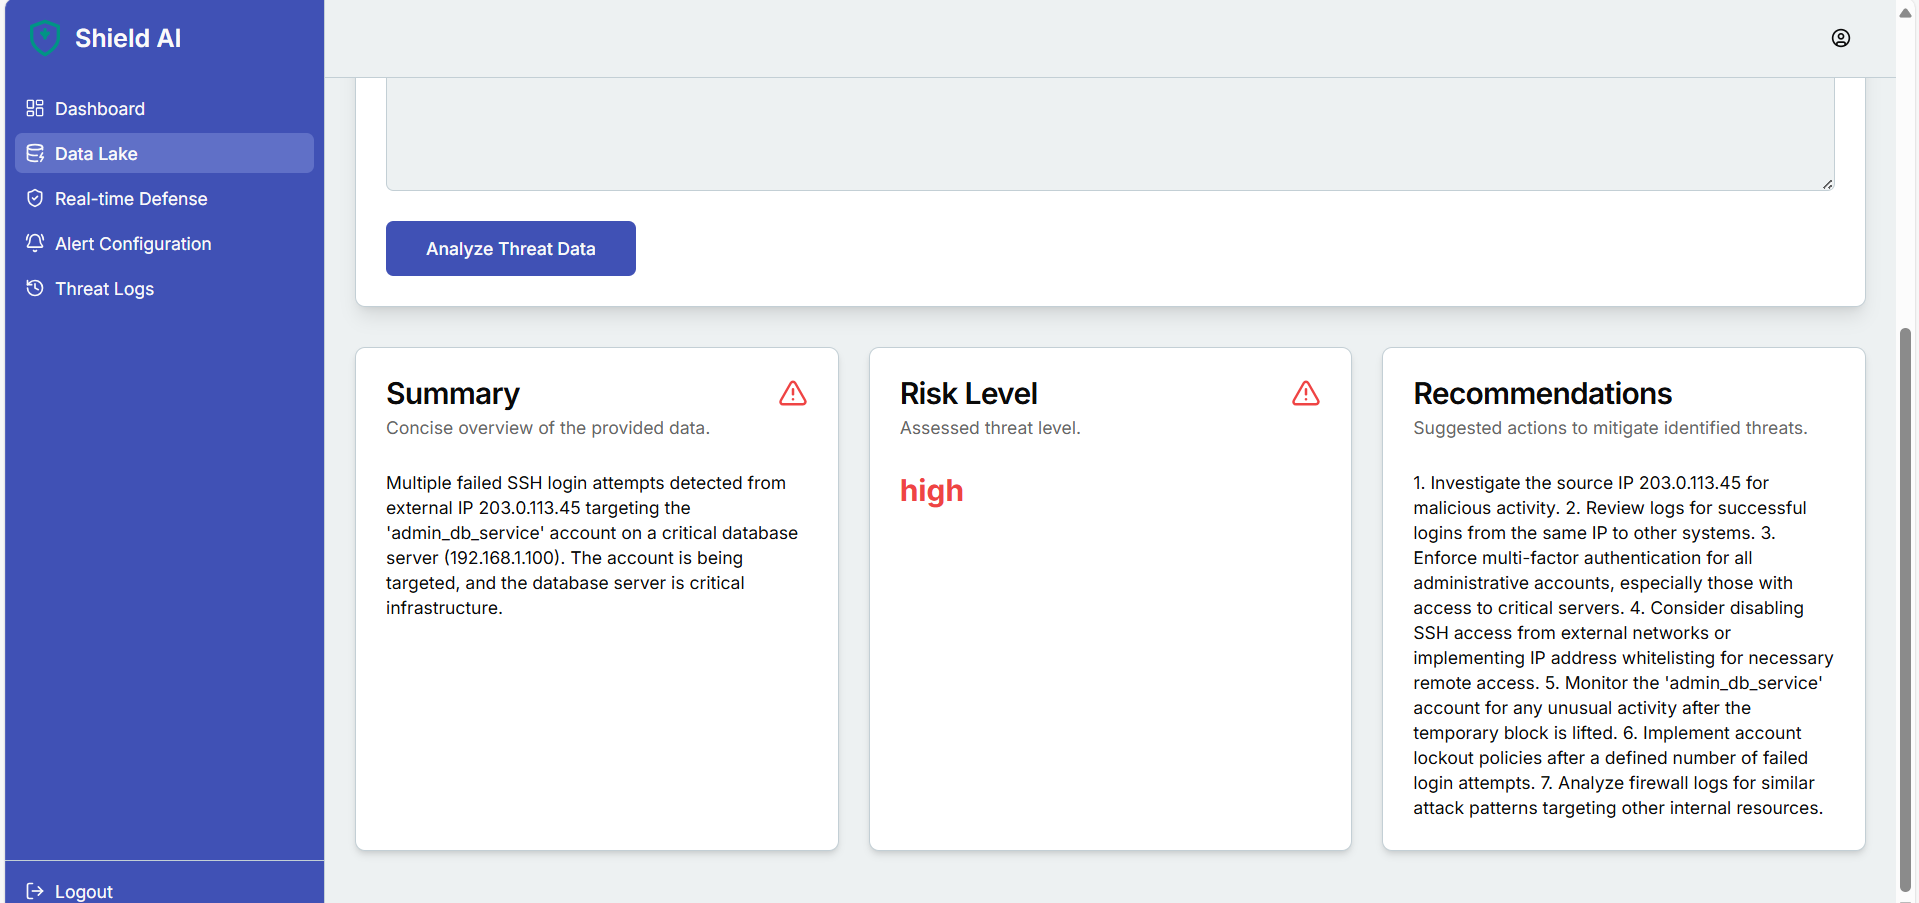 Shield AI
Dashboard
Data Lake
Real-time Defense
Alert Configuration
Threat Logs
Logout
Analyze Threat Data
Summary
Concise overview of the provided data.
Multiple failed SSH login attempts detected from
external IP 203.0.113.45 targeting the
'admin_db_service' account on a critical database
server (192.168.1.100). The account is being
targeted, and the database server is critical
infrastructure.
Risk Level
Assessed threat level.
high
Recommendations
Suggested actions to mitigate identified threats.
1. Investigate the source IP 203.0.113.45 for
malicious activity. 2. Review logs for successful
logins from the same IP to other systems. 3.
Enforce multi-factor authentication for all
administrative accounts, especially those with
access to critical servers. 4. Consider disabling
SSH access from external networks or
implementing IP address whitelisting for necessary
remote access. 5. Monitor the 'admin_db_service'
account for any unusual activity after the
temporary block is lifted. 6. Implement account
lockout policies after a defined number of failed
login attempts. 7. Analyze firewall logs for similar
attack patterns targeting other internal resources.